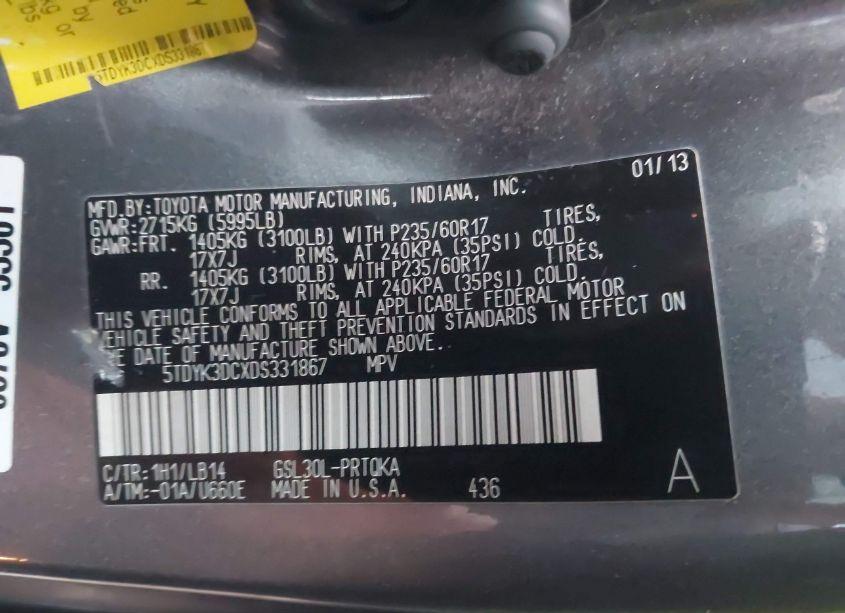 5TDYK3DCXDS331867
01/13
MFD.BY:TOYOTA MOTOR MANUFACTURING, INDIANA, INC.
GVWR:2715KG (5995LB)
GAWR:FRT. 1405KG (3100LB) WITH P235/60R17 TIRES,
17X7J RIMS, AT 240KPA (35PSI) COLD.
RR. 1405KG (3100LB) WITH P235/60R17 TIRES,
17X7J RIMS, AT 240KPA (35PSI) COLD.
THIS VEHICLE CONFORMS TO ALL APPLICABLE FEDERAL MOTOR
VEHICLE SAFETY AND THEFT PREVENTION STANDARDS IN EFFECT ON
THE DATE OF MANUFACTURE SHOWN ABOVE.
5TDYK3DCXDS331867 MPV
C/TR:1H1/LB14 GSL30L-PRTQKA
A/TM:-01A/U660E MADE IN U.S.A. 436
A